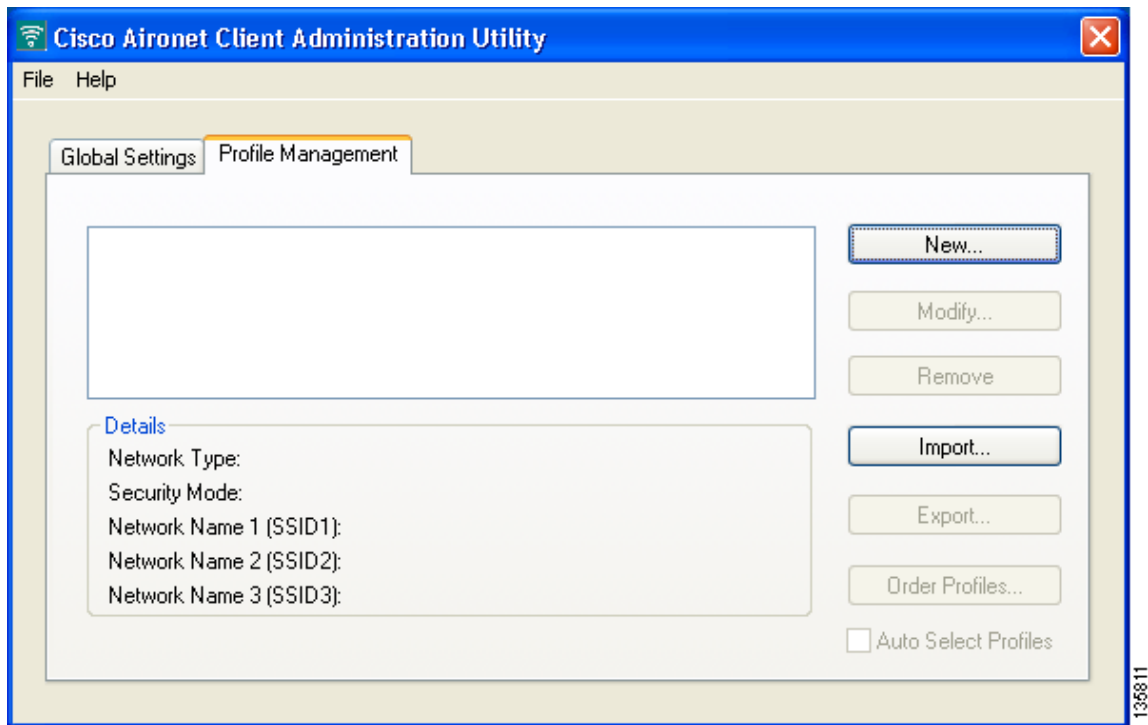 Cisco Aironet Client Administration Utility
File Help
Global Settings Profile Management
New...
Modify...
Remove
Details
Network Type:
Security Mode:
Network Name 1 (SSID1):
Network Name 2 (SSID2):
Network Name 3 (SSID3):
Import...
Export...
Order Profiles...
Auto Select Profiles
135811